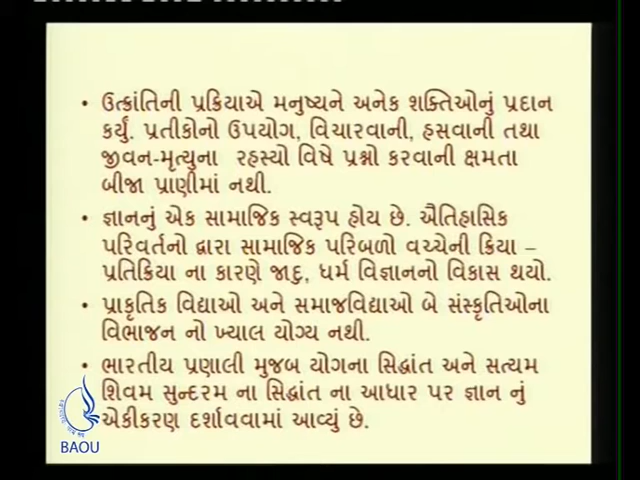 • ઉત્ક્રાંતિની પ્રક્રિયાએ મનુષ્યને અનેક શક્તિઓનું પ્રદાન
કર્યું. પ્રતીકોનો ઉપયોગ, વિચારવાની, હસવાની તથા
જીવન-મૃત્યુના રહસ્યો વિષે પ્રશ્નો કરવાની ક્ષમતા
બીજા પ્રાણીમાં નથી.
• જ્ઞાનનું એક સામાજિક સ્વરૂપ હોય છે. ઐતિહાસિક
પરિવર્તનો દ્વારા સામાજિક પરિબળો વચ્ચેની ક્રિયા –
પ્રતિક્રિયા ના કારણે જાદુ, ધર્મ વિજ્ઞાનનો વિકાસ થયો.
• પ્રાકૃતિક વિદ્યાઓ અને સમાજવિદ્યાઓ બે સંસ્કૃતિઓના
વિભાજન નો ખ્યાલ યોગ્ય નથી.
• ભારતીય પ્રણાલી મુજબ યોગના સિદ્ધાંત અને સત્યમ
શિવમ સુન્દરમ ના સિદ્ધાંત ના આધાર પર જ્ઞાન નું
એકીકરણ દર્શાવવામાં આવ્યું છે.
BAOU